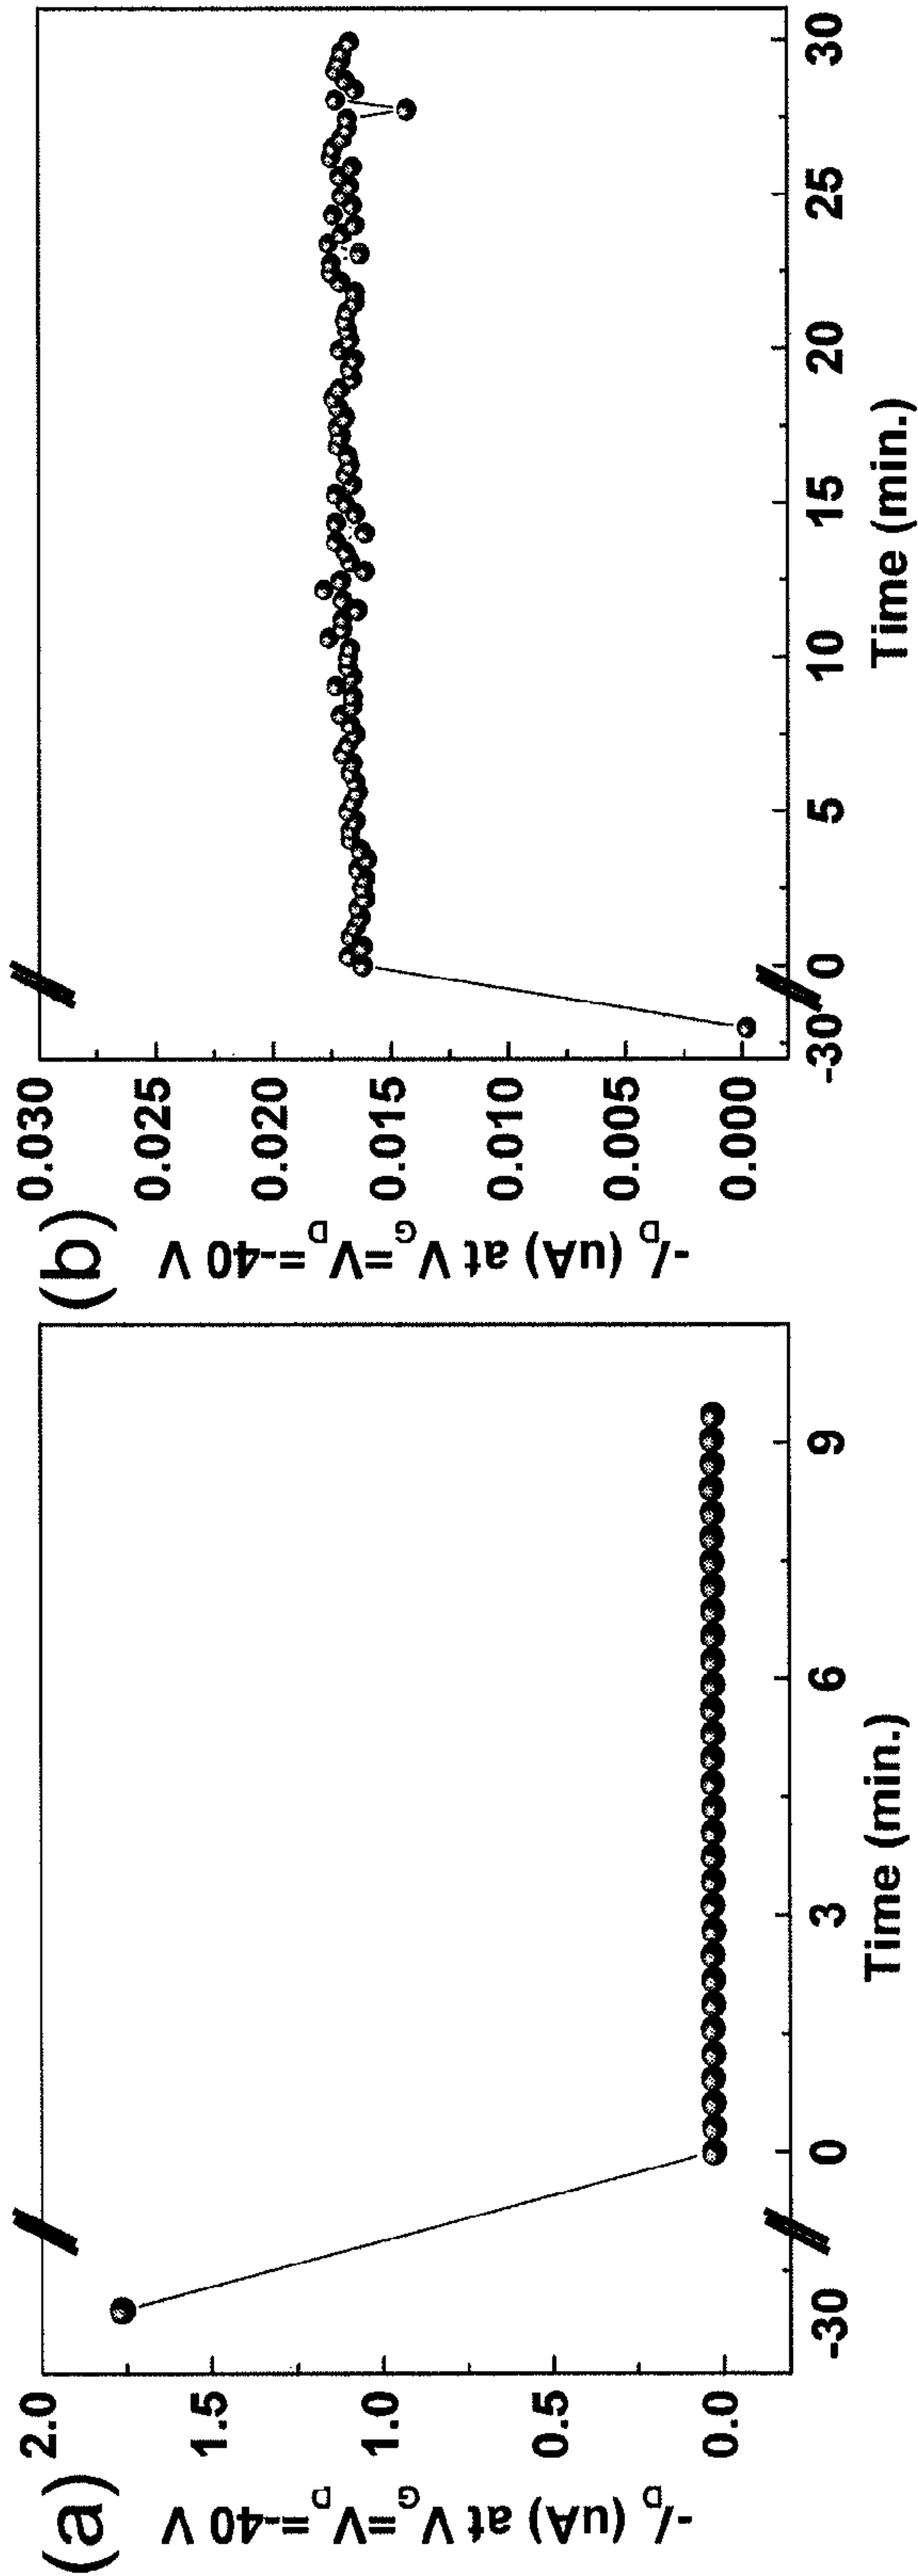 (a)
-I_D (uA) at V_G=V_D=-40 V
2.0
1.5
1.0
0.5
0.0
-30 0 3 6 9
Time (min.)
(b)
-I_D (uA) at V_G=V_D=-40 V
0.030
0.025
0.020
0.015
0.010
0.005
0.000
-30 0 5 10 15 20 25 30
Time (min.)